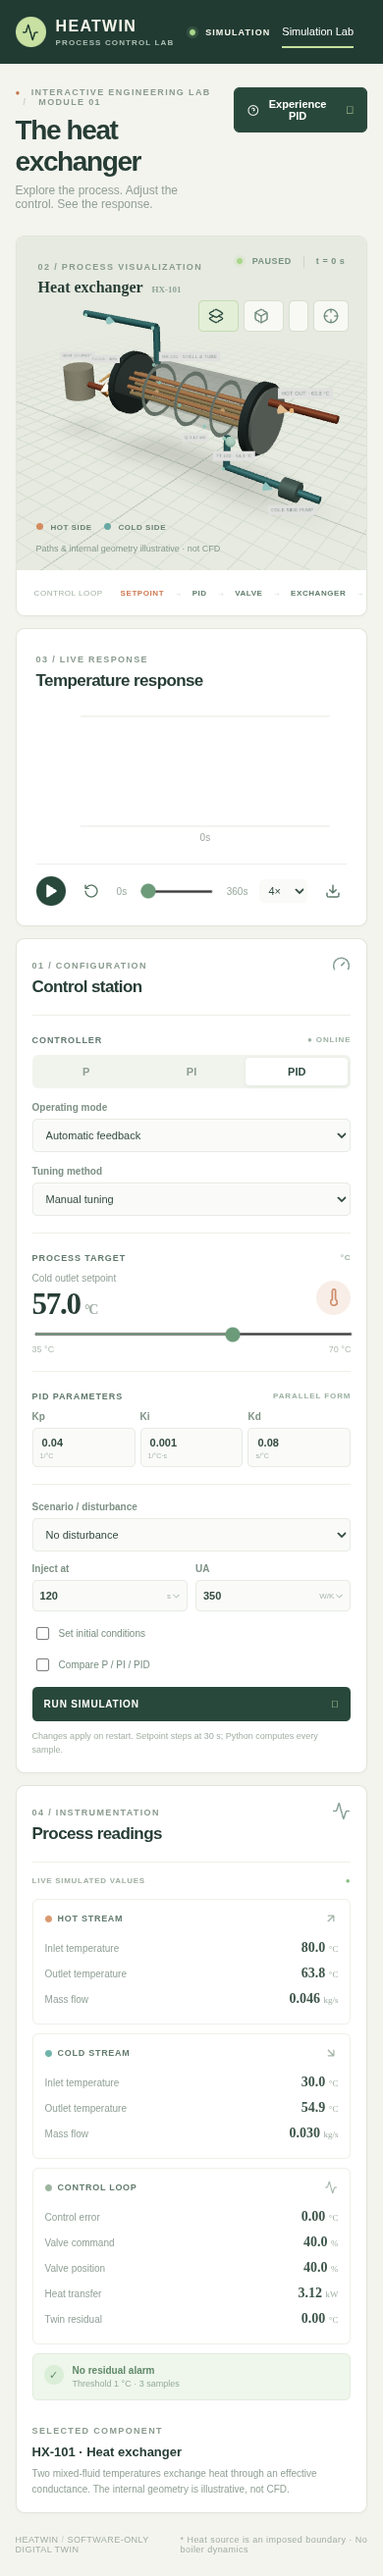 HEATWIN
PROCESS CONTROL LAB
SIMULATION
Simulation Lab
INTERACTIVE ENGINEERING LAB
/ MODULE 01
The heat
exchanger
Explore the process. Adjust the
control. See the response.
Experience
PID
02 / PROCESS VISUALIZATION
Heat exchanger HX-101
PAUSED
t = 0 s
HOT OUT · 63.8 °C
COLD SIDE PUMP
HOT SIDE
COLD SIDE
Paths & internal geometry illustrative · not CFD
CONTROL LOOP SETPOINT → PID → VALVE → EXCHANGER →
03 / LIVE RESPONSE
Temperature response
0s
0s
360s
4×
01 / CONFIGURATION
Control station
CONTROLLER
● ONLINE
P
PI
PID
Operating mode
Automatic feedback
Tuning method
Manual tuning
PROCESS TARGET
°C
Cold outlet setpoint
57.0 °C
35 °C
70 °C
PID PARAMETERS
PARALLEL FORM
Kp
Ki
Kd
0.04
1/°C
0.001
1/°C·s
0.08
s/°C
Scenario / disturbance
No disturbance
Inject at
UA
120
s
350
W/K
Set initial conditions
Compare P / PI / PID
RUN SIMULATION
Changes apply on restart. Setpoint steps at 30 s; Python computes every
sample.
04 / INSTRUMENTATION
Process readings
LIVE SIMULATED VALUES
HOT STREAM
Inlet temperature 80.0 °C
Outlet temperature 63.8 °C
Mass flow 0.046 kg/s
COLD STREAM
Inlet temperature 30.0 °C
Outlet temperature 54.9 °C
Mass flow 0.030 kg/s
CONTROL LOOP
Control error 0.00 °C
Valve command 40.0 %
Valve position 40.0 %
Heat transfer 3.12 kW
Twin residual 0.00 °C
✓ No residual alarm
Threshold 1 °C · 3 samples
SELECTED COMPONENT
HX-101 · Heat exchanger
Two mixed-fluid temperatures exchange heat through an effective
conductance. The internal geometry is illustrative, not CFD.
HEATWIN / SOFTWARE-ONLY
DIGITAL TWIN
* Heat source is an imposed boundary · No
boiler dynamics